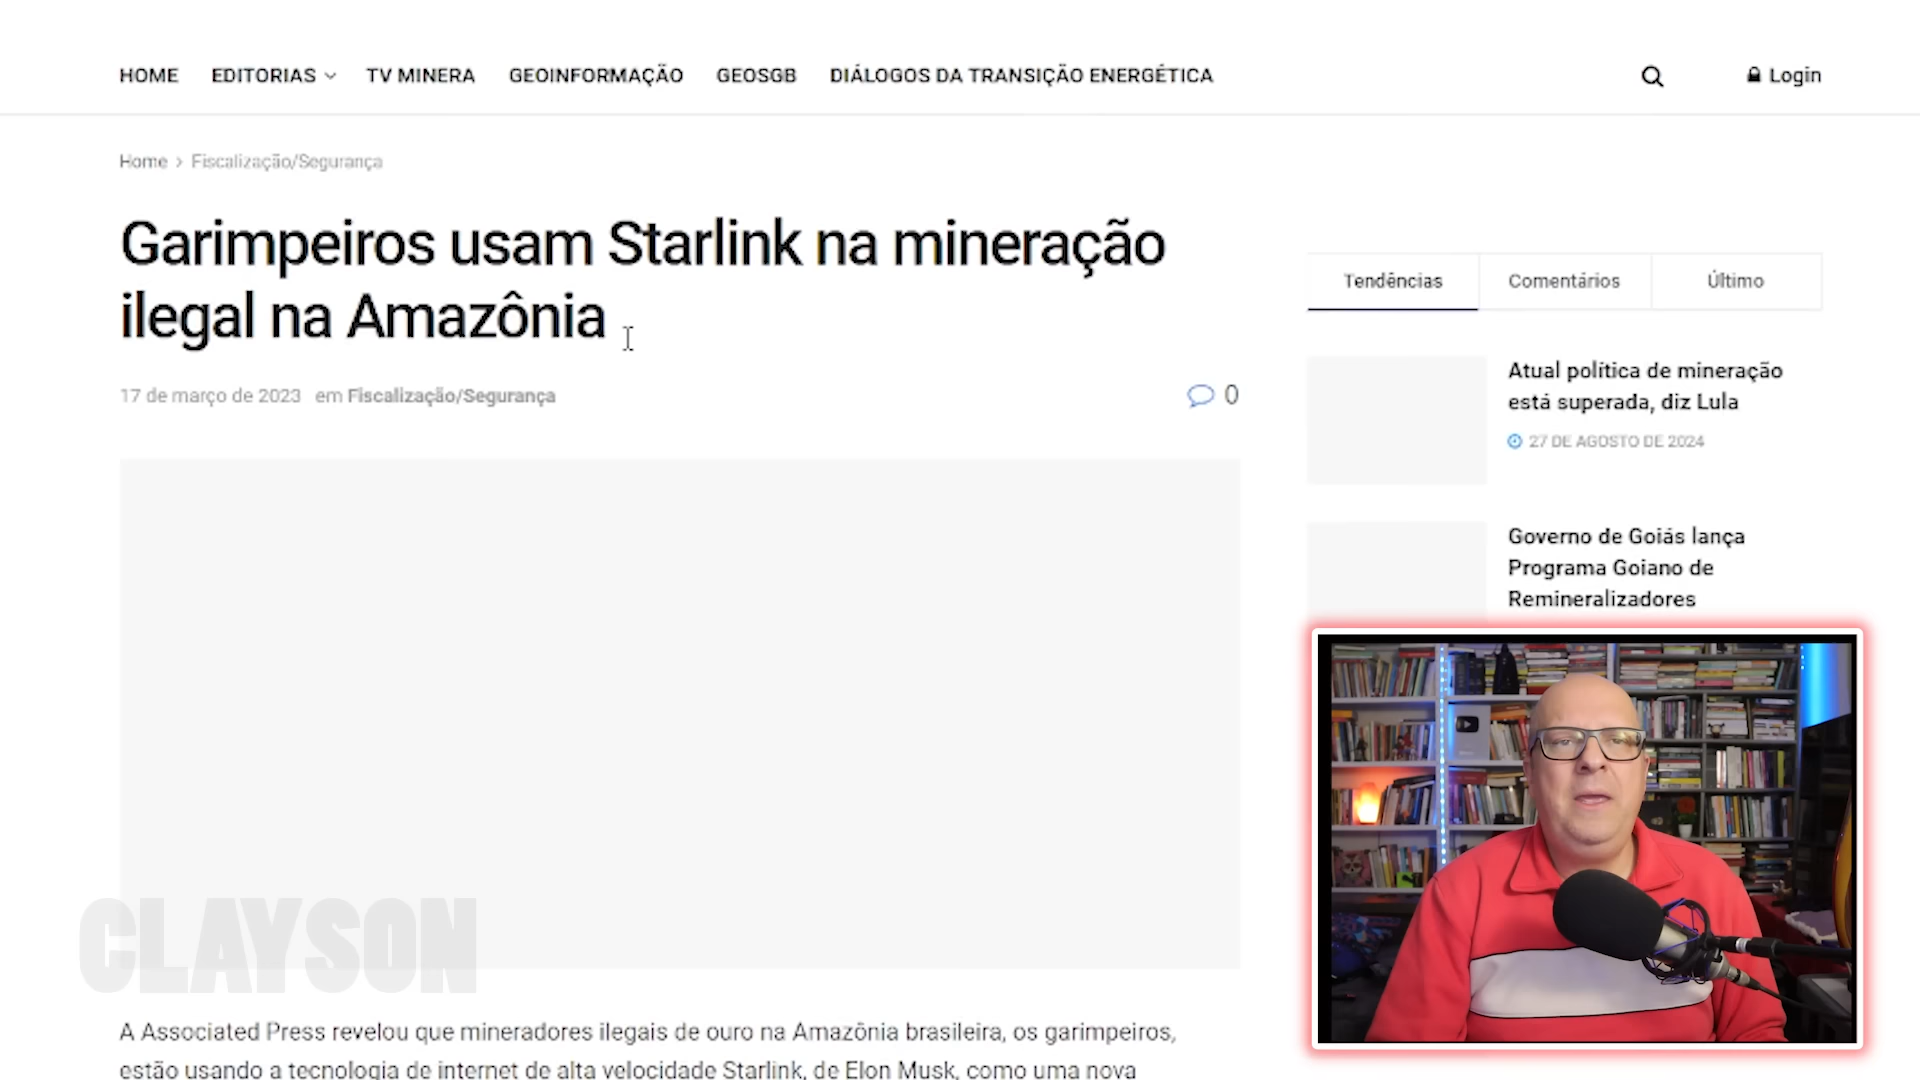 HOME EDITORIAS TV MINERA GEOINFORMAÇÃO GEOSGB DIÁLOGOS DA TRANSIÇÃO ENERGÉTICA Login
Home > Fiscalização/Segurança
Garimpeiros usam Starlink na mineração
ilegal na Amazônia
17 de março de 2023 em Fiscalização/Segurança 0
A Associated Press revelou que mineradores ilegais de ouro na Amazônia brasileira, os garimpeiros,
estão usando a tecnologia de internet de alta velocidade Starlink, de Elon Musk, como uma nova
Tendências Comentários Último
Atual política de mineração
está superada, diz Lula
27 DE AGOSTO DE 2024
Governo de Goiás lança
Programa Goiano de
Remineralizadores
CLAYSON